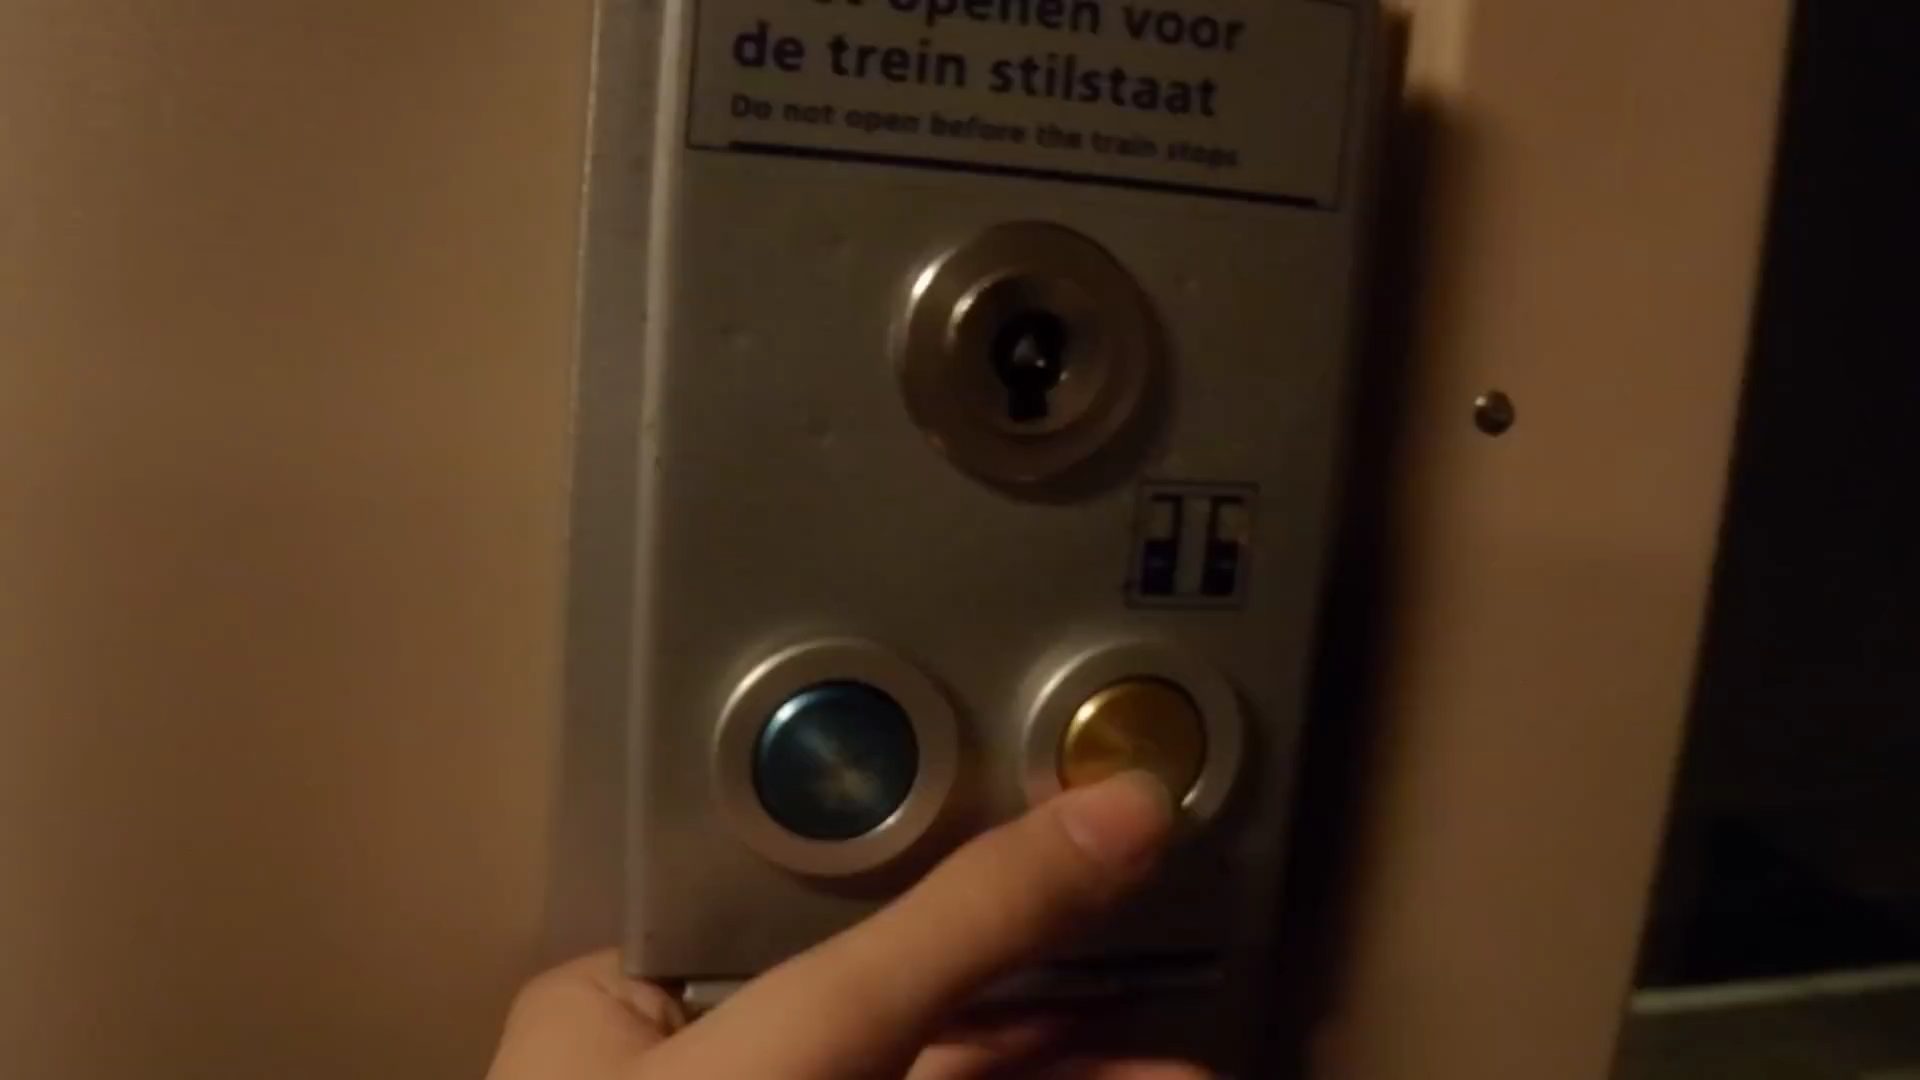 openen voor
de trein stilstaat
Do not open before the train stops